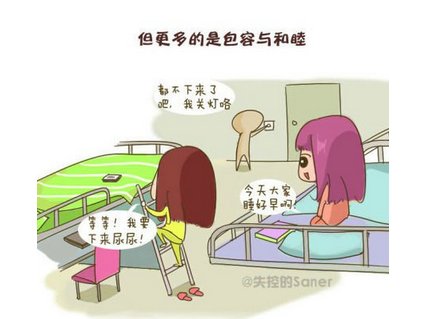 但更多的是包容与和睦
都不下来了
吧，我关灯咯
今天大家
睡好早啊?
等等！我要
下来尿尿！
@失控的Saner